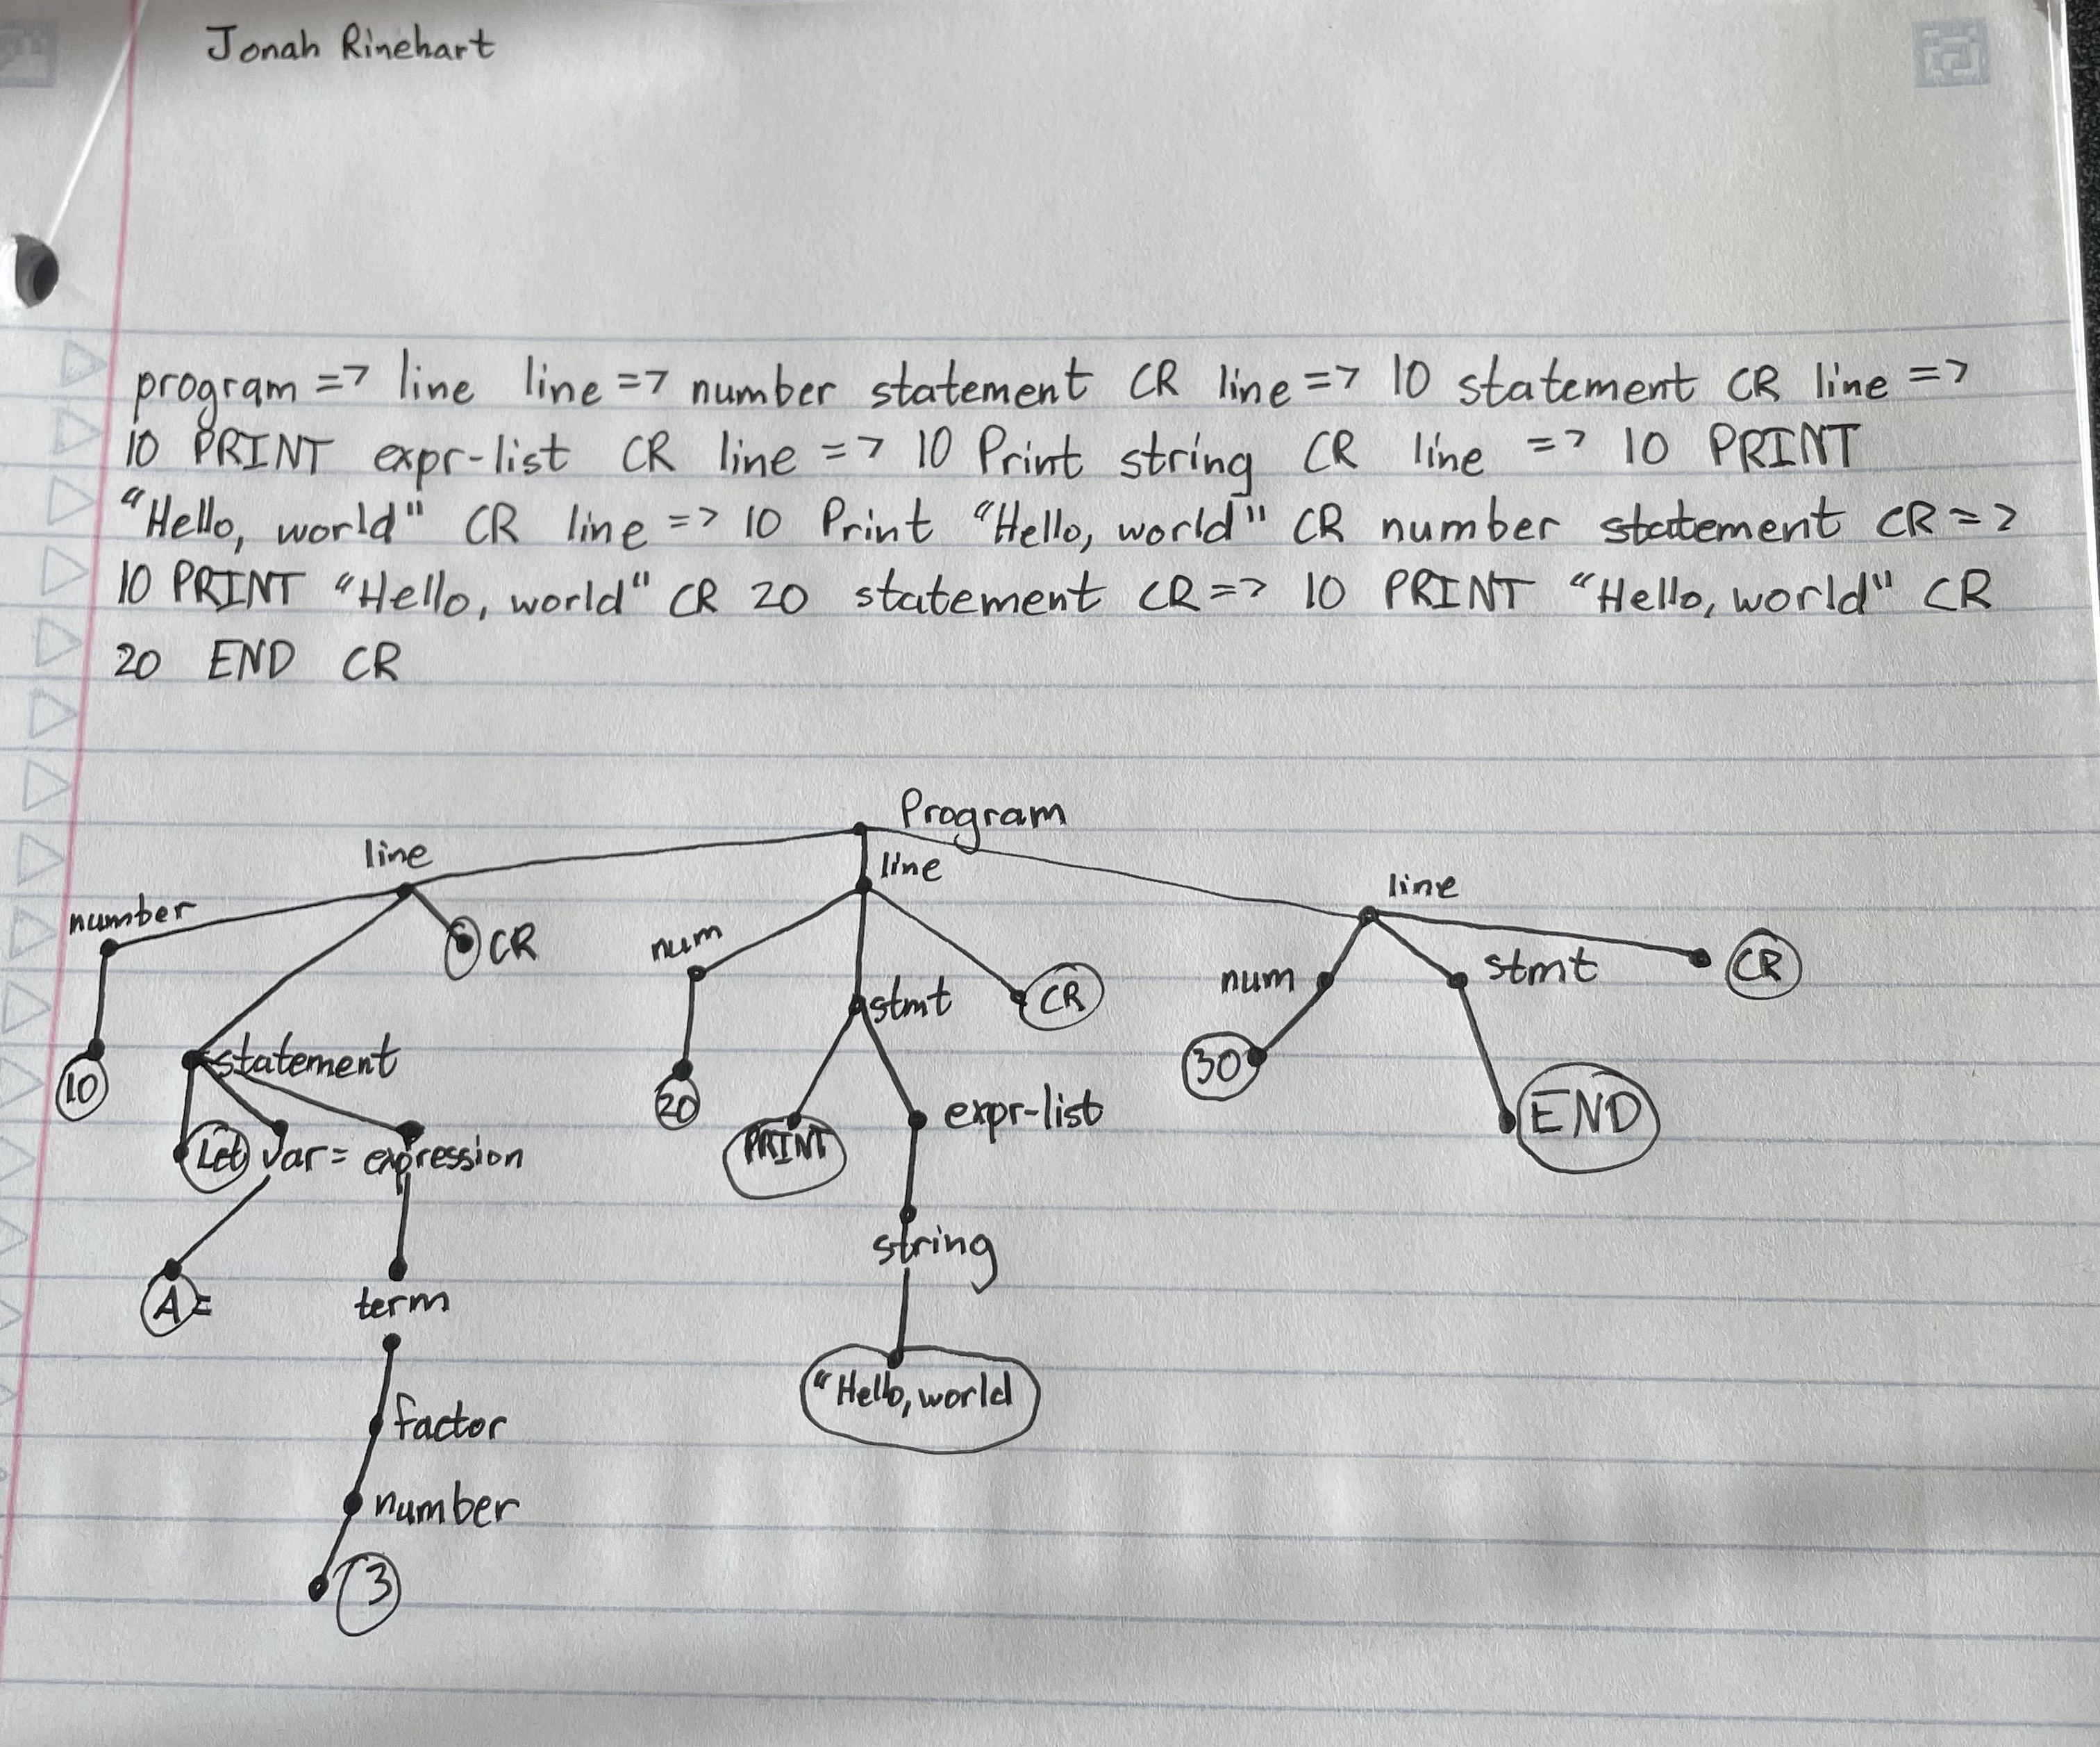 Jonah Rinehart
program => line line => number statement CR line => 10 statement CR line =>
10 PRINT expr-list CR line => 10 Print string CR line => 10 PRINT
"Hello, world" CR line => 10 Print "Hello, world" CR number statement CR =>
10 PRINT "Hello, world" CR 20 statement CR => 10 PRINT "Hello, world" CR
20 END CR
Program
line line line
number CR num stmt CR num stmt CR
10 statement 20 30 END
Let var = expression PRINT expr-list
A = term string
factor "Hello, world
number
3